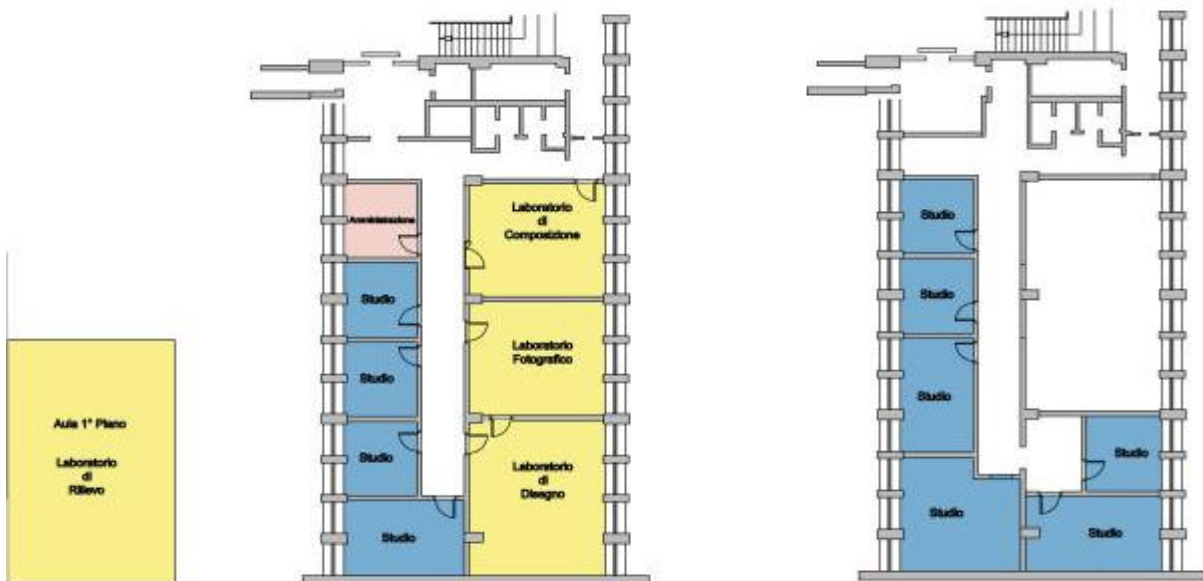 Aula 1° Piano
Laboratorio
di
Rilievo
Amministrazione
Studio
Studio
Studio
Studio
Laboratorio
di
Composizione
Laboratorio
Fotografico
Laboratorio
di
Disegno
Studio
Studio
Studio
Studio
Studio
Studio